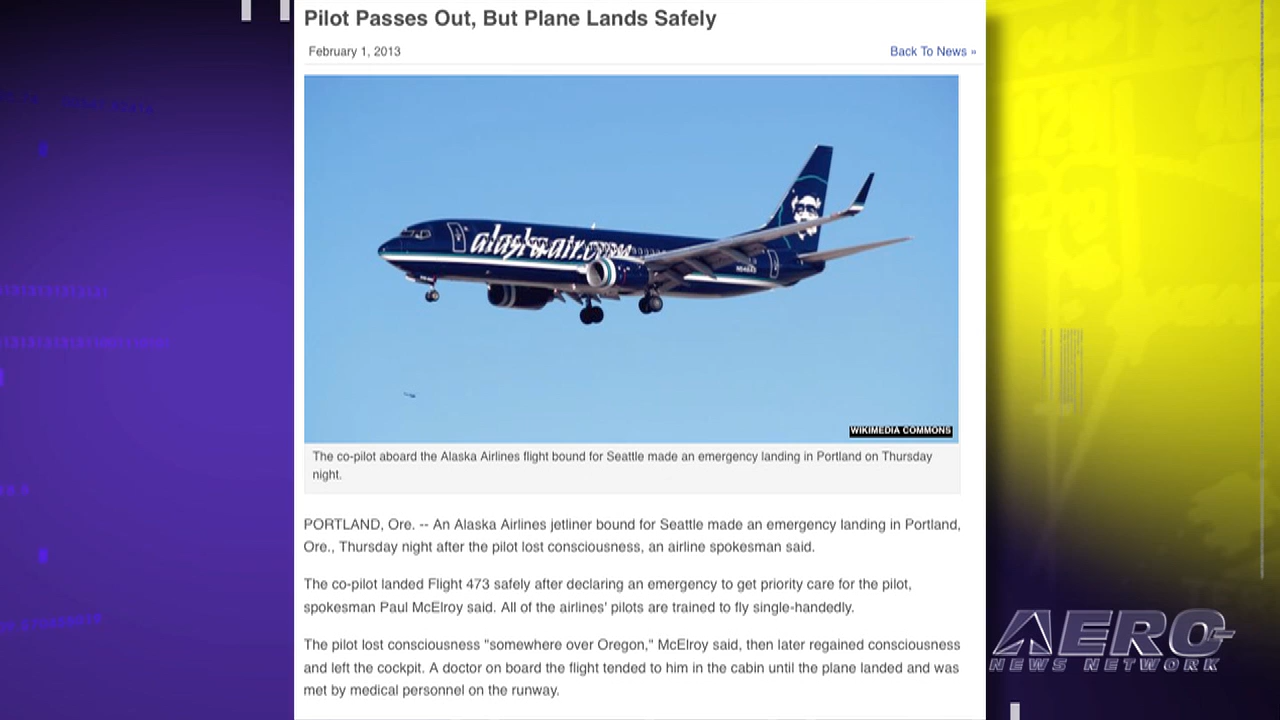 Pilot Passes Out, But Plane Lands Safely
February 1, 2013
Back To News »
alaskaair.com
WIKIMEDIA COMMONS
The co-pilot aboard the Alaska Airlines flight bound for Seattle made an emergency landing in Portland on Thursday
night.
PORTLAND, Ore. -- An Alaska Airlines jetliner bound for Seattle made an emergency landing in Portland,
Ore., Thursday night after the pilot lost consciousness, an airline spokesman said.
The co-pilot landed Flight 473 safely after declaring an emergency to get priority care for the pilot,
spokesman Paul McElroy said. All of the airlines' pilots are trained to fly single-handedly.
The pilot lost consciousness "somewhere over Oregon," McElroy said, then later regained consciousness
and left the cockpit. A doctor on board the flight tended to him in the cabin until the plane landed and was
met by medical personnel on the runway.
AERO
NEWS NETWORK